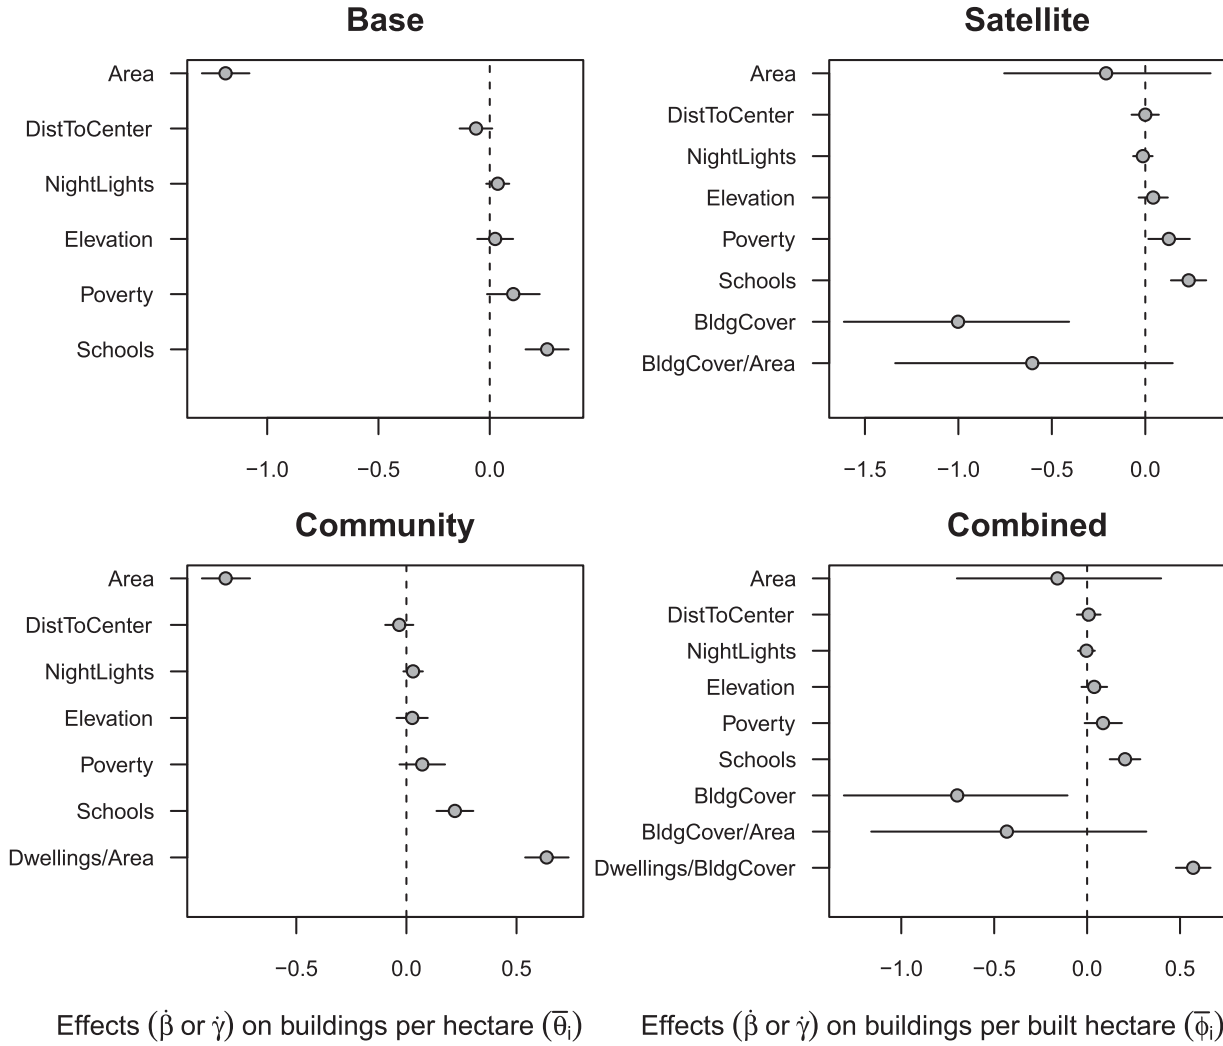 Base
Area
DistToCenter
NightLights
Elevation
Poverty
Schools
−1.0 −0.5 0.0
Satellite
Area
DistToCenter
NightLights
Elevation
Poverty
Schools
BldgCover
BldgCover/Area
−1.5 −1.0 −0.5 0.0
Community
Area
DistToCenter
NightLights
Elevation
Poverty
Schools
Dwellings/Area
−0.5 0.0 0.5
Effects (β̇ or γ̇) on buildings per hectare (θ̅ᵢ)
Combined
Area
DistToCenter
NightLights
Elevation
Poverty
Schools
BldgCover
BldgCover/Area
Dwellings/BldgCover
−1.0 −0.5 0.0 0.5
Effects (β̇ or γ̇) on buildings per built hectare (ϕ̅ᵢ)